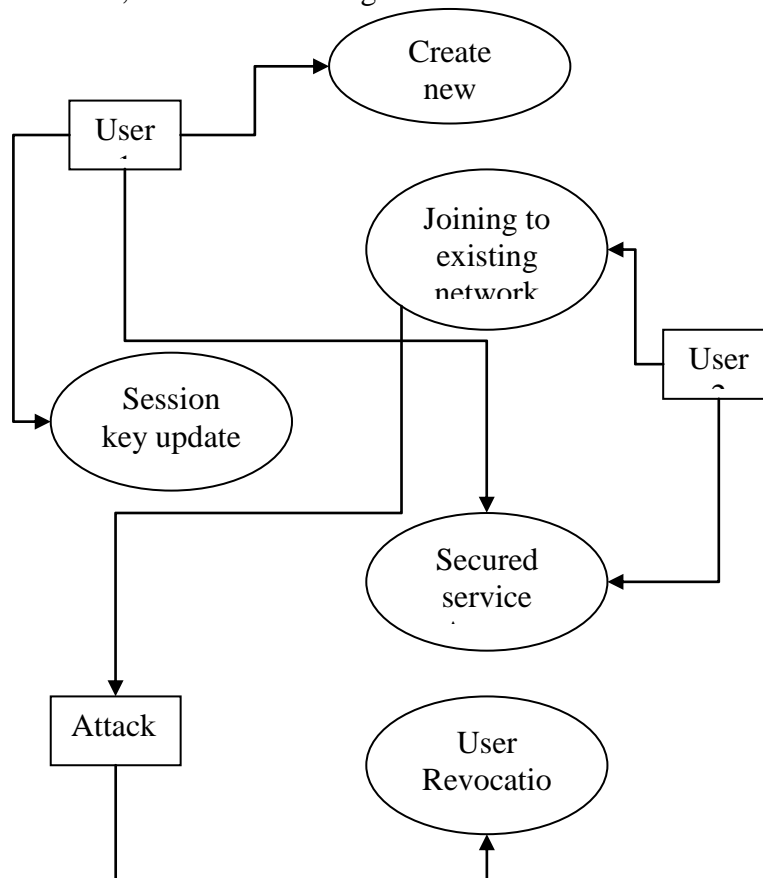 Create
new
User
Joining to
existing
network
User
Session
key update
Secured
service
Attack
User
Revocatio